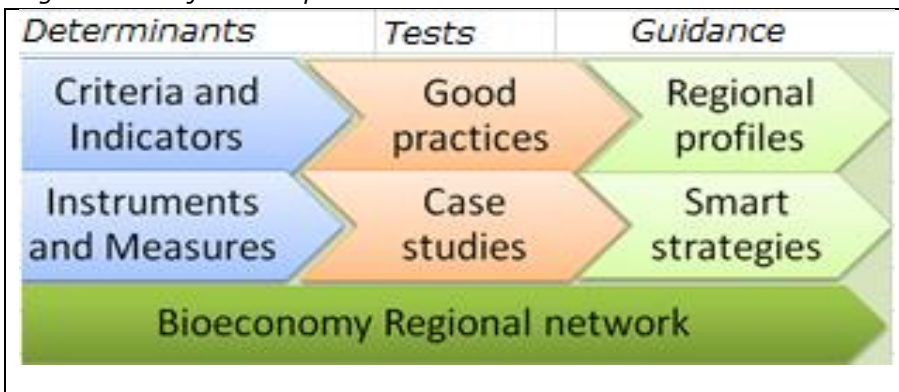 Determinants Tests Guidance
Criteria and
Indicators
Good
practices
Regional
profiles
Instruments
and Measures
Case
studies
Smart
strategies
Bioeconomy Regional network